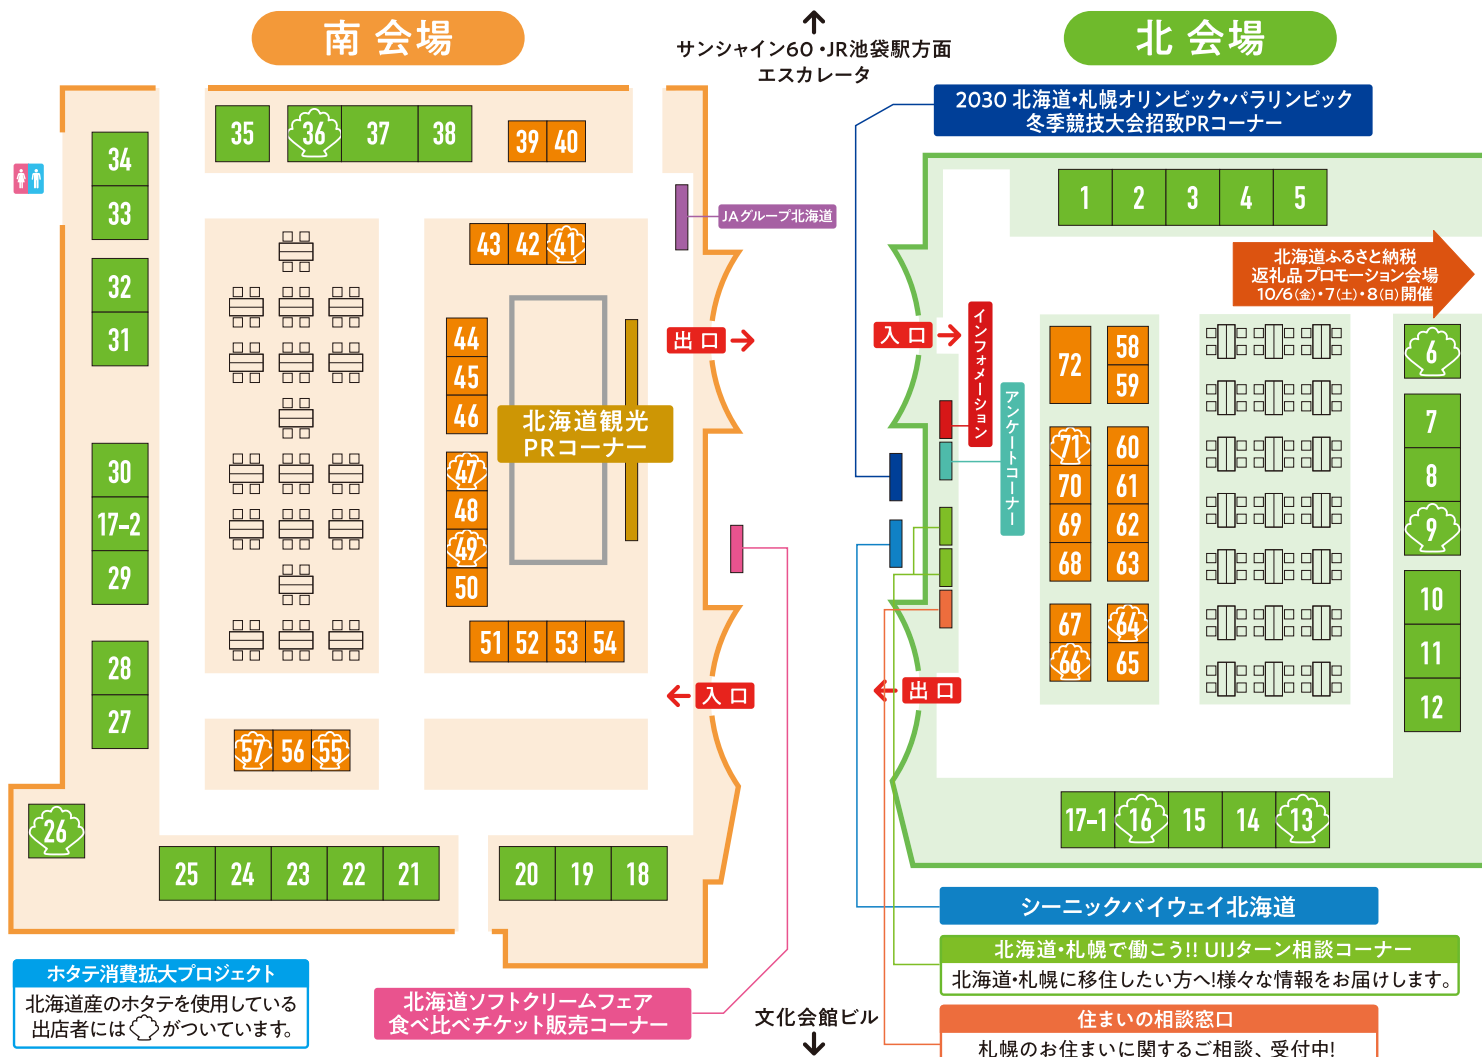 南 会場
サンシャイン60・JR池袋駅方面
エスカレータ
北 会場
2030 北海道・札幌オリンピック・パラリンピック
冬季競技大会招致PRコーナー
35
36
37
38
39
40
34
33
32
31
30
17-2
29
28
27
26
JAグループ北海道
43
42
41
44
45
46
47
48
49
50
北海道観光
PRコーナー
51
52
53
54
出口
入口
57
56
55
25
24
23
22
21
20
19
18
1
2
3
4
5
北海道ふるさと納税
返礼品プロモーション会場
10/6(金)・7(土)・8(日)開催
入口
インフォメーション
アンケートコーナー
72
58
59
71
60
70
61
69
62
68
63
67
64
66
65
出口
6
7
8
9
10
11
12
17-1
16
15
14
13
シーニックバイウェイ北海道
北海道・札幌で働こう!! UIJターン相談コーナー
北海道・札幌に移住したい方へ!様々な情報をお届けします。
住まいの相談窓口
札幌のお住まいに関するご相談、受付中!
ホタテ消費拡大プロジェクト
北海道産のホタテを使用している
出店者には がついています。
北海道ソフトクリームフェア
食べ比べチケット販売コーナー
文化会館ビル